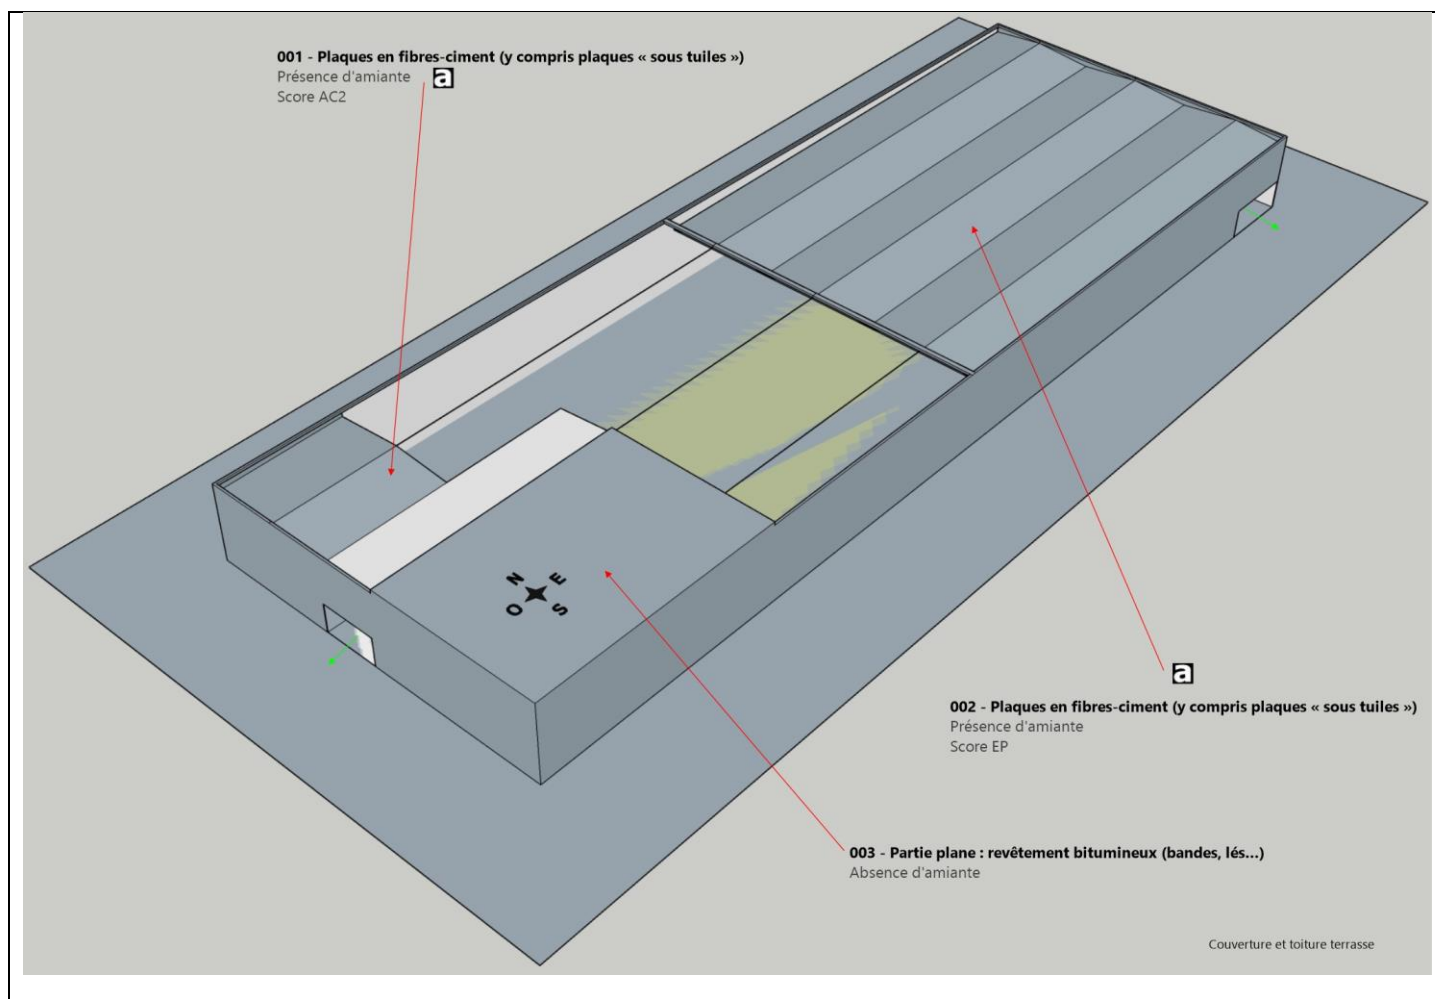 001 - Plaques en fibres-ciment (y compris plaques « sous tuiles »)
Présence d'amiante a
Score AC2
N E
O S
a
002 - Plaques en fibres-ciment (y compris plaques « sous tuiles »)
Présence d'amiante
Score EP
003 - Partie plane : revêtement bitumineux (bandes, lés...)
Absence d'amiante
Couverture et toiture terrasse